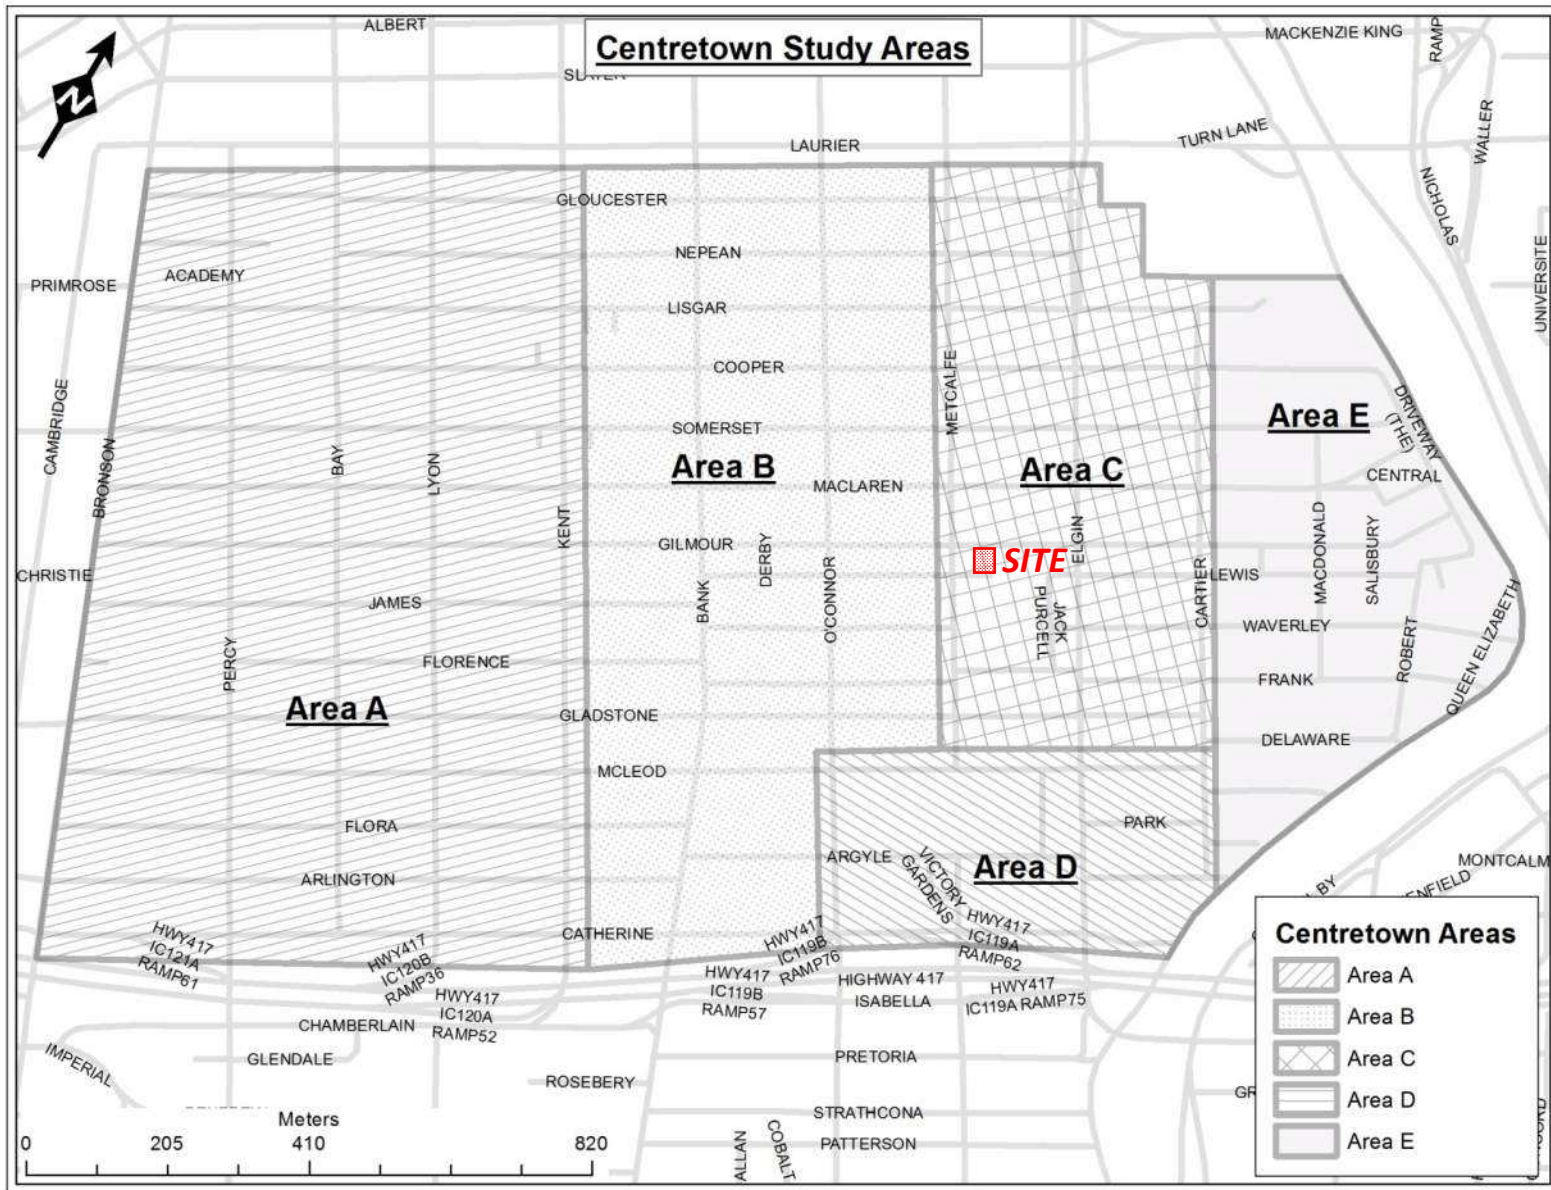 ALBERT
Centretown Study Areas
MACKENZIE KING
RAMP
SLATER
N
TURN LANE
WALLER
LAURIER
NICHOLAS
UNIVERSITE
GLOUCESTER
NEPEAN
ACADEMY
PRIMROSE
LISGAR
COOPER
METCALFE
CAMBRIDGE
BRONSON
BAY
LYON
SOMERSET
Area B
Area C
Area E
DRIVEWAY
(THE)
CENTRAL
MACLAREN
KENT
GILMOUR
DERBY
O'CONNOR
BANK
SITE
ELGIN
CARTIER
LEWIS
MACDONALD
SALISBURY
CHRISTIE
JAMES
JACK
PURCELL
WAVERLEY
ROBERT
QUEEN ELIZABETH
PERCY
FLORENCE
FRANK
Area A
GLADSTONE
DELAWARE
MCLEOD
FLORA
PARK
ARGYLE
VICTORY
GARDENS
Area D
MONTCALM
ARLINGTON
BY
ENFIELD
HWY417
IC121A
RAMP61
HWY417
IC120B
RAMP36
CATHERINE
HWY417
IC119B
RAMP76
HWY417
IC119A
RAMP62
HWY417
IC119B
RAMP57
HIGHWAY 417
ISABELLA
HWY417
IC119A RAMP75
HWY417
IC120A
RAMP52
CHAMBERLAIN
GLENDALE
IMPERIAL
ROSEBERY
PRETORIA
STRATHCONA
PATTERSON
ALLAN
COBALT
GR
Meters
0 205 410 820
Centretown Areas
Area A
Area B
Area C
Area D
Area E